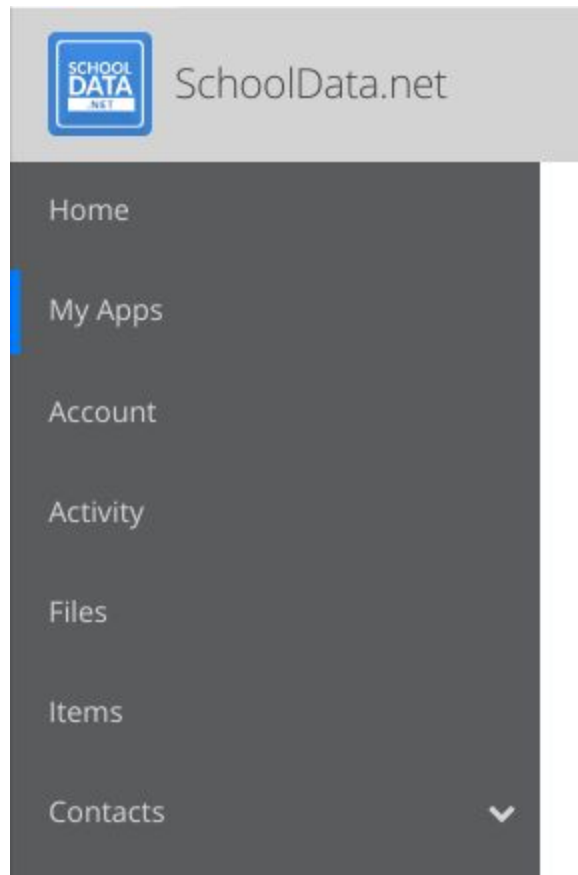 SCHOOL
DATA
.NET
SchoolData.net
Home
My Apps
Account
Activity
Files
Items
Contacts